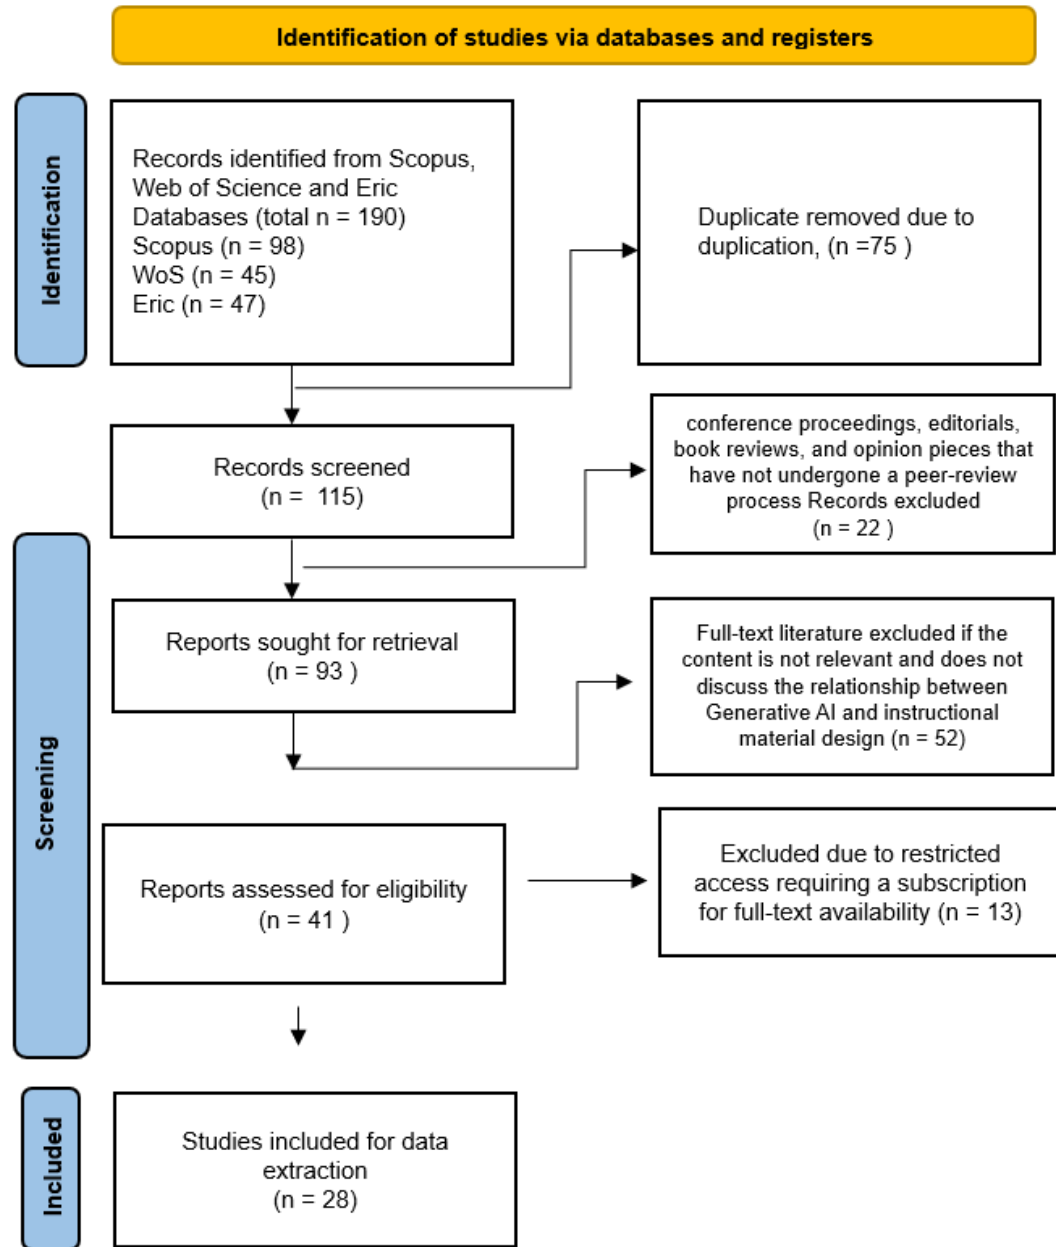 Identification of studies via databases and registers
Identification
Records identified from Scopus,
Web of Science and Eric
Databases (total n = 190)
Scopus (n = 98)
WoS (n = 45)
Eric (n = 47)
Duplicate removed due to
duplication, (n =75 )
Records screened
(n =  115)
conference proceedings, editorials,
book reviews, and opinion pieces that
have not undergone a peer-review
process Records excluded
(n = 22 )
Screening
Reports sought for retrieval
(n = 93 )
Full-text literature excluded if the
content is not relevant and does not
discuss the relationship between
Generative AI and instructional
material design (n = 52)
Reports assessed for eligibility
(n = 41 )
Excluded due to restricted
access requiring a subscription
for full-text availability (n = 13)
Included
Studies included for data
extraction
(n = 28)